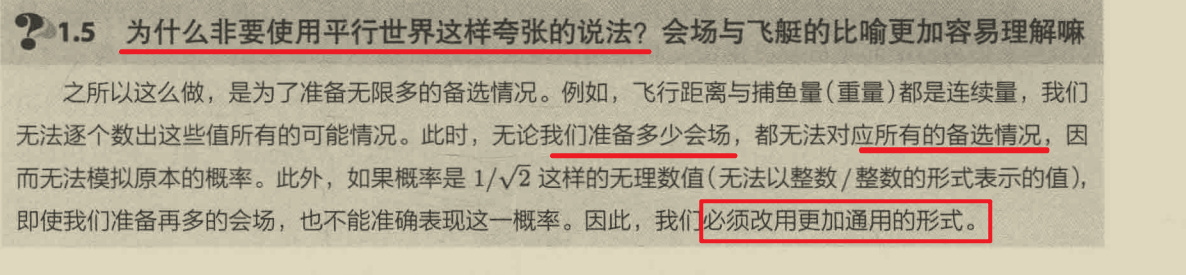 ?1.5 为什么非要使用平行世界这样夸张的说法？会场与飞艇的比喻更加容易理解嘛
之所以这么做，是为了准备无限多的备选情况。例如，飞行距离与捕鱼量（重量）都是连续量，我们
无法逐个数出这些值所有的可能情况。此时，无论我们准备多少会场，都无法对应所有的备选情况，因
而无法模拟原本的概率。此外，如果概率是 1/√2 这样的无理数值（无法以整数/整数的形式表示的值），
即使我们准备再多的会场，也不能准确表现这一概率。因此，我们必须改用更加通用的形式。